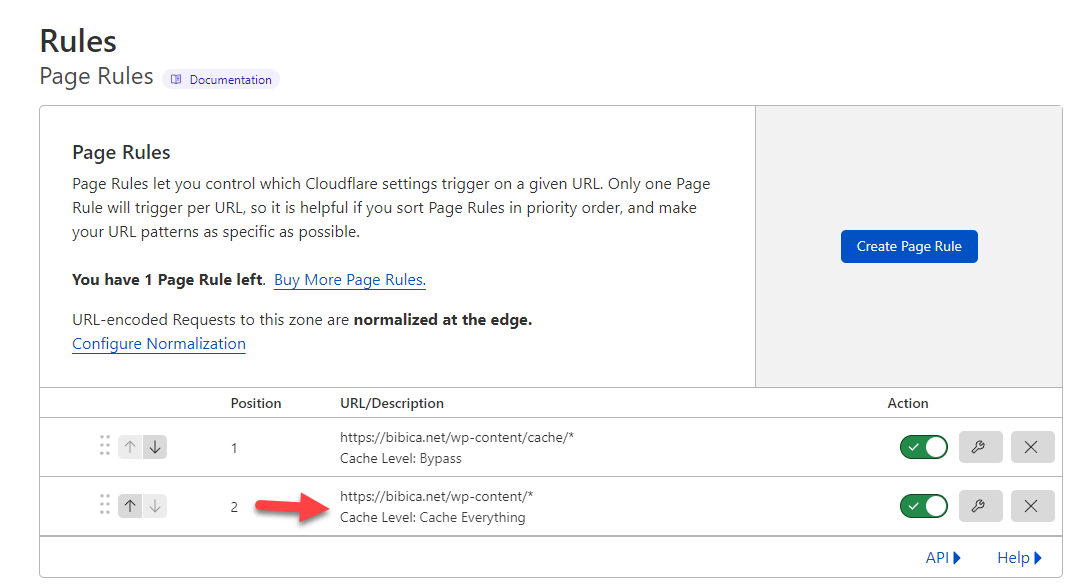 Rules
Page Rules Documentation
Page Rules
Page Rules let you control which Cloudflare settings trigger on a given URL. Only one Page
Rule will trigger per URL, so it is helpful if you sort Page Rules in priority order, and make
your URL patterns as specific as possible.
You have 1 Page Rule left. Buy More Page Rules.
URL-encoded Requests to this zone are normalized at the edge.
Configure Normalization
Create Page Rule
Position URL/Description Action
1 https://bibica.net/wp-content/cache/*
Cache Level: Bypass
2 https://bibica.net/wp-content/*
Cache Level: Cache Everything
API Help